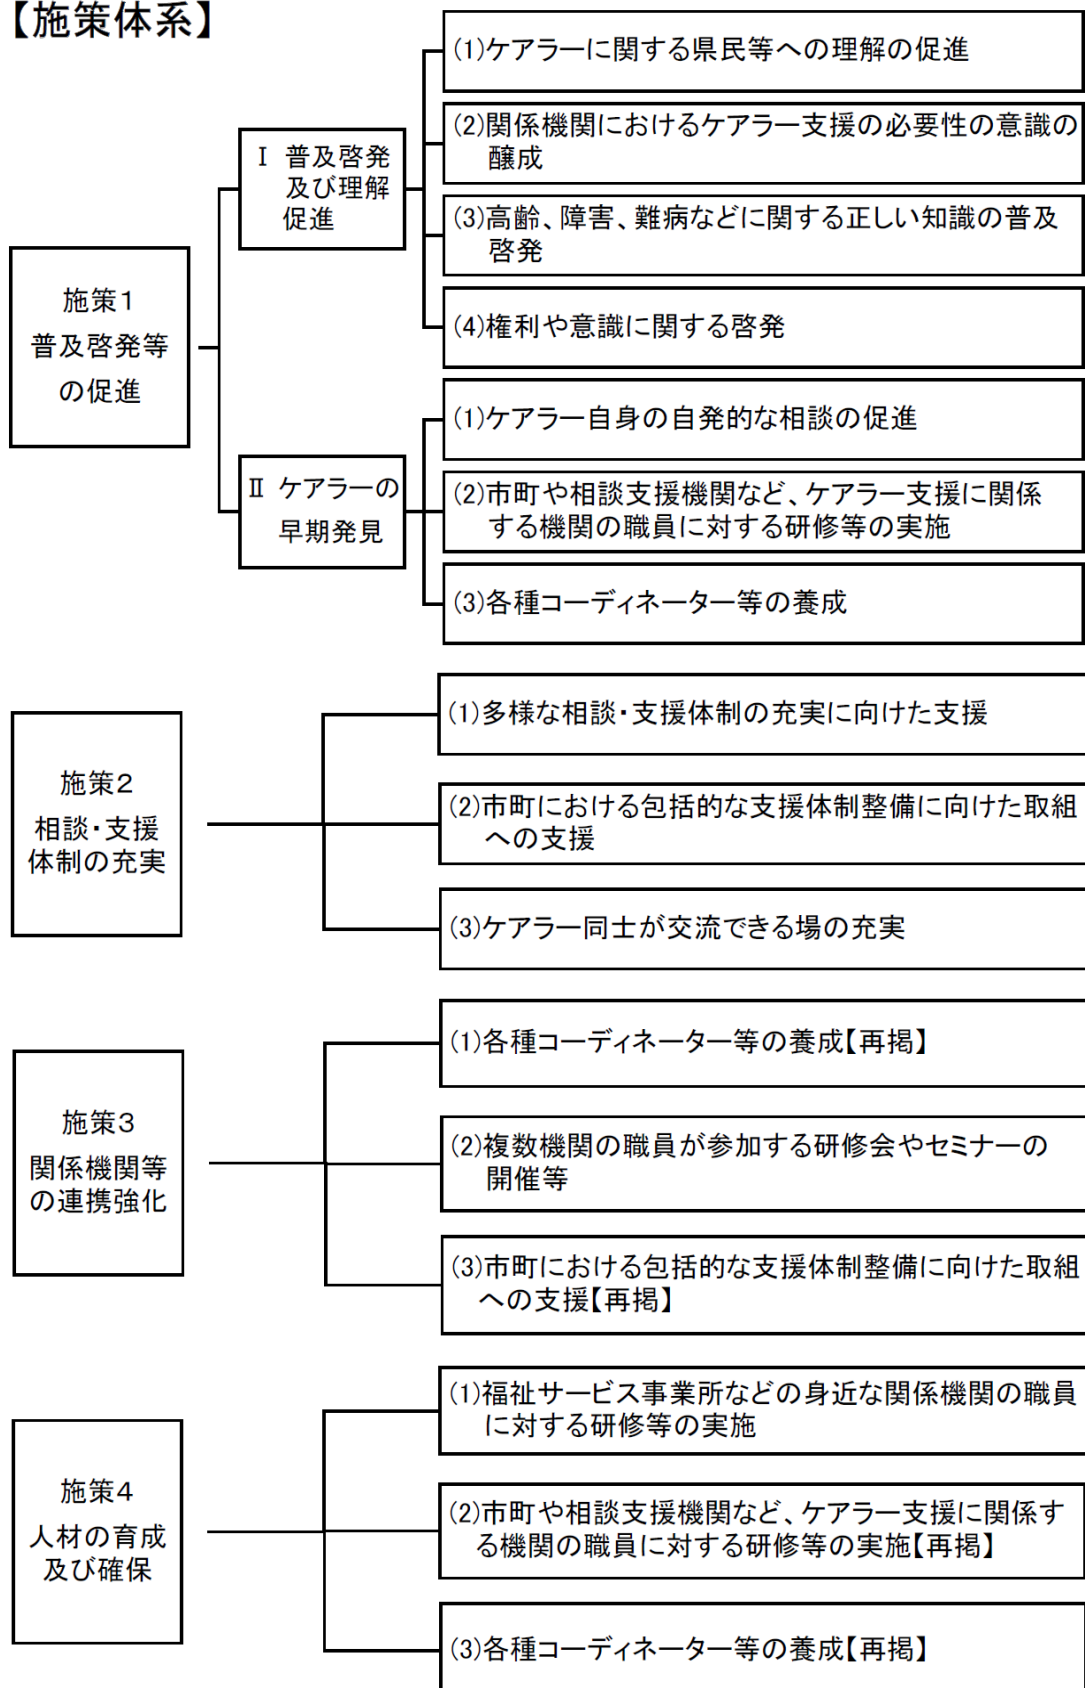 【施策体系】
施策1
普及啓発等
の促進
Ⅰ 普及啓発
及び理解
促進
(1)ケアラーに関する県民等への理解の促進
(2)関係機関におけるケアラー支援の必要性の意識の
醸成
(3)高齢、障害、難病などに関する正しい知識の普及
啓発
(4)権利や意識に関する啓発
Ⅱ ケアラーの
早期発見
(1)ケアラー自身の自発的な相談の促進
(2)市町や相談支援機関など、ケアラー支援に関係
する機関の職員に対する研修等の実施
(3)各種コーディネーター等の養成
施策2
相談・支援
体制の充実
(1)多様な相談・支援体制の充実に向けた支援
(2)市町における包括的な支援体制整備に向けた取組
への支援
(3)ケアラー同士が交流できる場の充実
施策3
関係機関等
の連携強化
(1)各種コーディネーター等の養成【再掲】
(2)複数機関の職員が参加する研修会やセミナーの
開催等
(3)市町における包括的な支援体制整備に向けた取組
への支援【再掲】
施策4
人材の育成
及び確保
(1)福祉サービス事業所などの身近な関係機関の職員
に対する研修等の実施
(2)市町や相談支援機関など、ケアラー支援に関係す
る機関の職員に対する研修等の実施【再掲】
(3)各種コーディネーター等の養成【再掲】